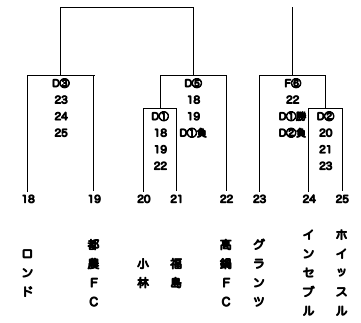 D③ D⑤ F⑥
23 18 22
24 D① 19 D①勝 D②
25 18 D①負 D②負 20
19 21
22 23
18 19 20 21 22 23 24 25
ロンド
都農FC
小林
福島
高鍋FC
グランツ
インセプル
ホイッスル